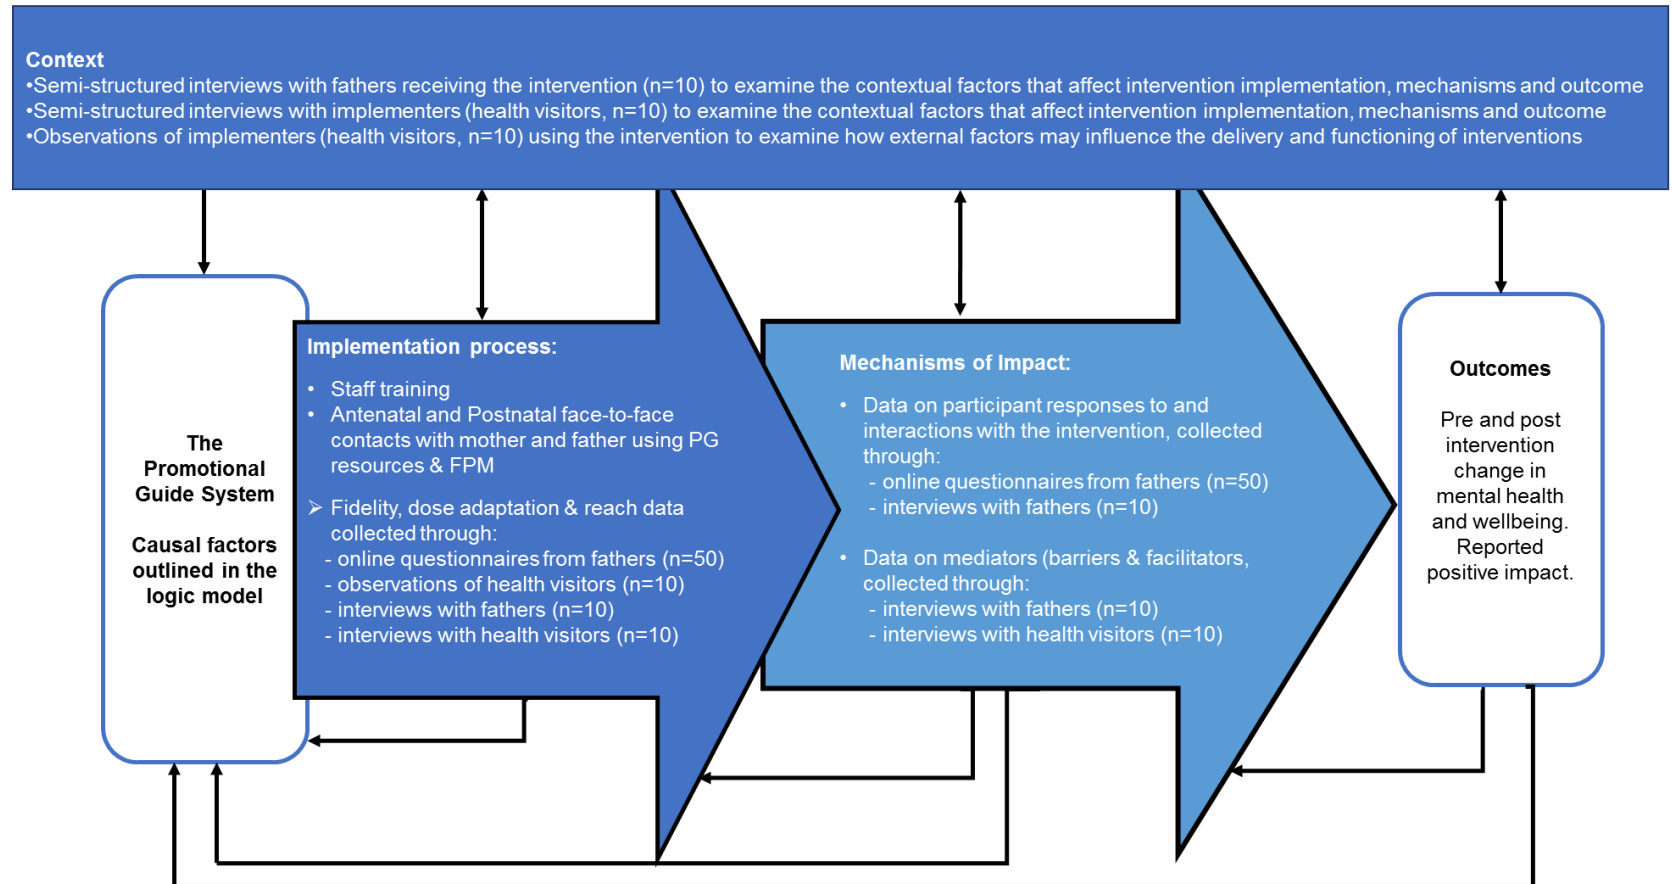 Context
•Semi-structured interviews with fathers receiving the intervention (n=10) to examine the contextual factors that affect intervention implementation, mechanisms and outcome
•Semi-structured interviews with implementers (health visitors, n=10) to examine the contextual factors that affect intervention implementation, mechanisms and outcome
•Observations of implementers (health visitors, n=10) using the intervention to examine how external factors may influence the delivery and functioning of interventions
The
Promotional
Guide System
Causal factors
outlined in the
logic model
Implementation process:
• Staff training
• Antenatal and Postnatal face-to-face
contacts with mother and father using PG
resources & FPM
➢ Fidelity, dose adaptation & reach data
collected through:
- online questionnaires from fathers (n=50)
- observations of health visitors (n=10)
- interviews with fathers (n=10)
- interviews with health visitors (n=10)
Mechanisms of Impact:
• Data on participant responses to and
interactions with the intervention, collected
through:
- online questionnaires from fathers (n=50)
- interviews with fathers (n=10)
• Data on mediators (barriers & facilitators,
collected through:
- interviews with fathers (n=10)
- interviews with health visitors (n=10)
Outcomes
Pre and post
intervention
change in
mental health
and wellbeing.
Reported
positive impact.